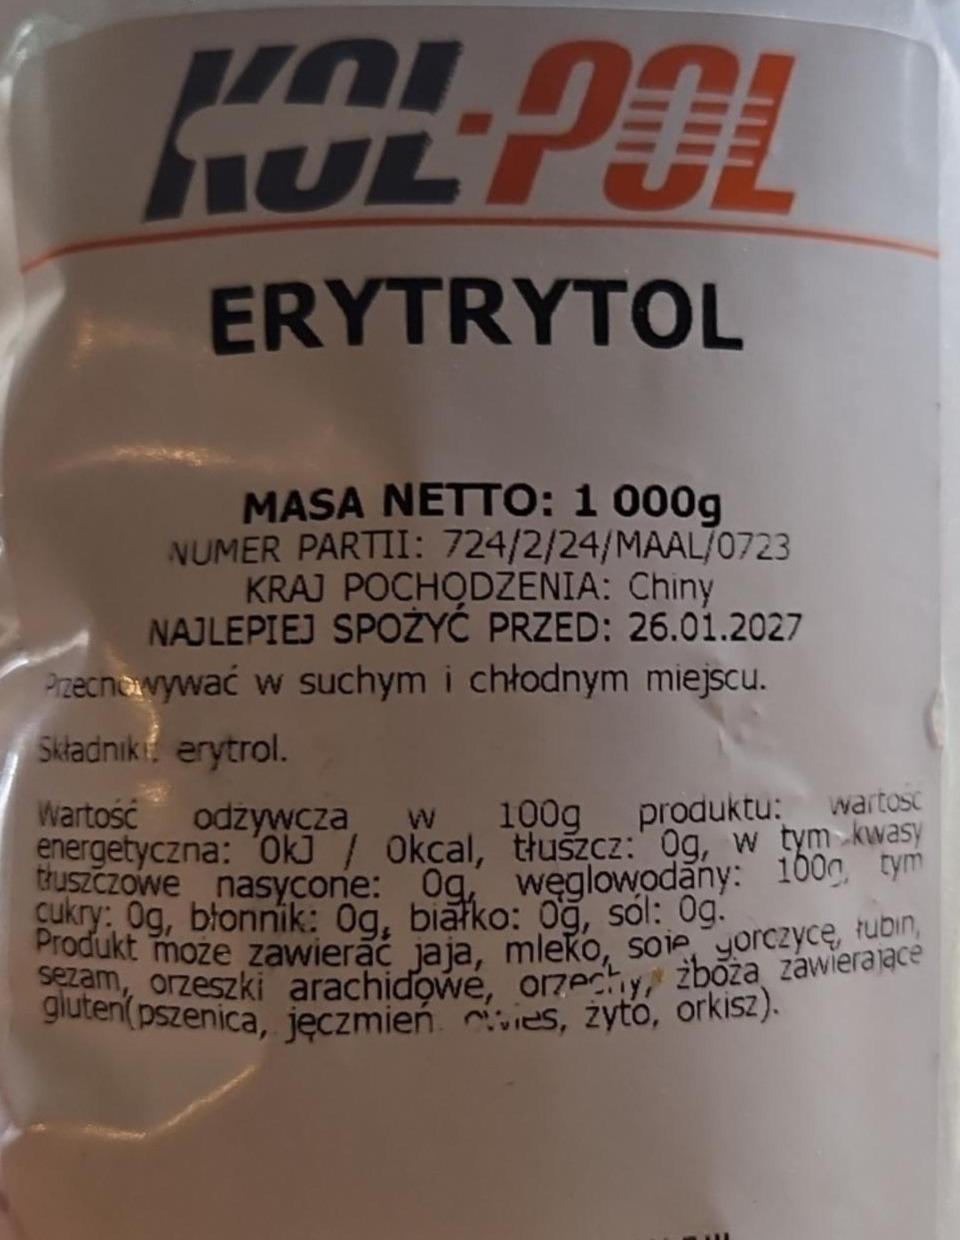 KOL-POL
ERYTRYTOL
MASA NETTO: 1 000g
NUMER PARTII: 724/2/24/MAAL/0723
KRAJ POCHODZENIA: Chiny
NAJLEPIEJ SPOŻYĆ PRZED: 26.01.2027
Przechowywać w suchym i chłodnym miejscu.
Składniki: erytrol.
Wartość odżywcza w 100g produktu: wartość
energetyczna: 0kJ / 0kcal, tłuszcz: 0g, w tym kwasy
tłuszczowe nasycone: 0g, węglowodany: 100g, tym
cukry: 0g, błonnik: 0g, białko: 0g, sól: 0g.
Produkt może zawierać jaja, mleko, soję, gorczycę, łubin,
sezam, orzeszki arachidowe, orzechy, zboża zawierające
gluten(pszenica, jęczmień, owies, żyto, orkisz).